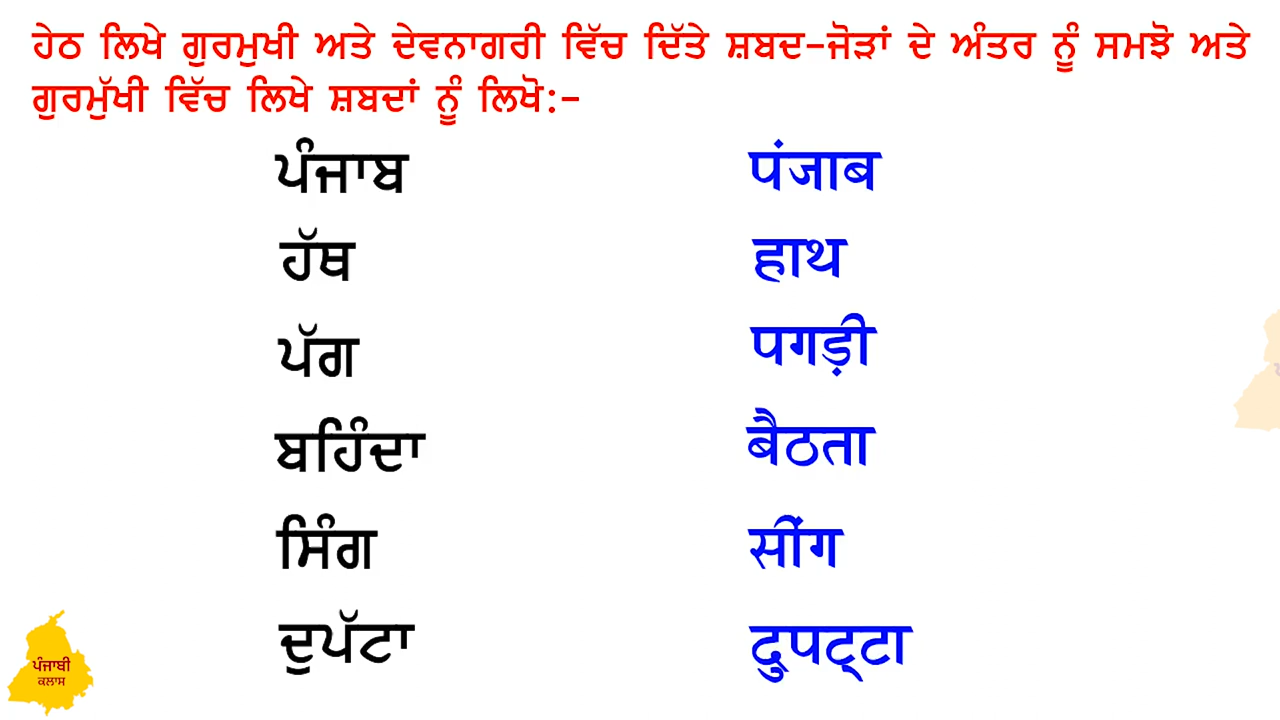 ਹੇਠ ਲਿਖੇ ਗੁਰਮੁਖੀ ਅਤੇ ਦੇਵਨਾਗਰੀ ਵਿੱਚ ਦਿੱਤੇ ਸ਼ਬਦ-ਜੋੜਾਂ ਦੇ ਅੰਤਰ ਨੂੰ ਸਮਝੋ ਅਤੇ
ਗੁਰਮੁੱਖੀ ਵਿੱਚ ਲਿਖੇ ਸ਼ਬਦਾਂ ਨੂੰ ਲਿਖੋ:-
ਪੰਜਾਬ पंजाब
ਹੱਥ हाथ
ਪੱਗ पगड़ी
ਬਹਿੰਦਾ बैठता
ਸਿੰਗ सींग
ਦੁਪੱਟਾ दुपट्टा
ਪੰਜਾਬੀ
ਕਲਾਸ